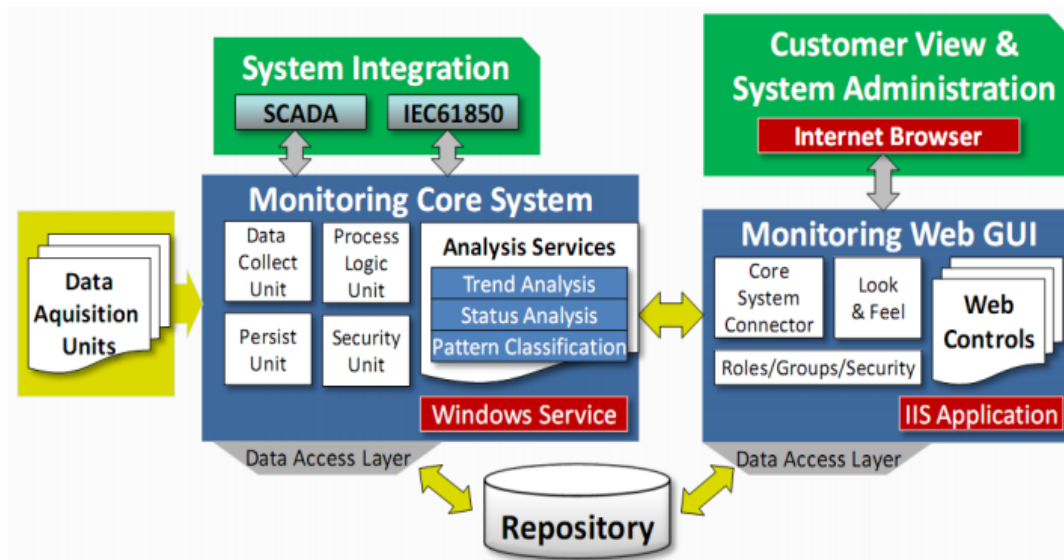 System Integration
SCADA
IEC61850
Customer View &
System Administration
Internet Browser
Data
Aquisition
Units
Monitoring Core System
Data
Collect
Unit
Process
Logic
Unit
Persist
Unit
Security
Unit
Analysis Services
Trend Analysis
Status Analysis
Pattern Classification
Windows Service
Data Access Layer
Monitoring Web GUI
Core
System
Connector
Look
& Feel
Web
Controls
Roles/Groups/Security
IIS Application
Data Access Layer
Repository